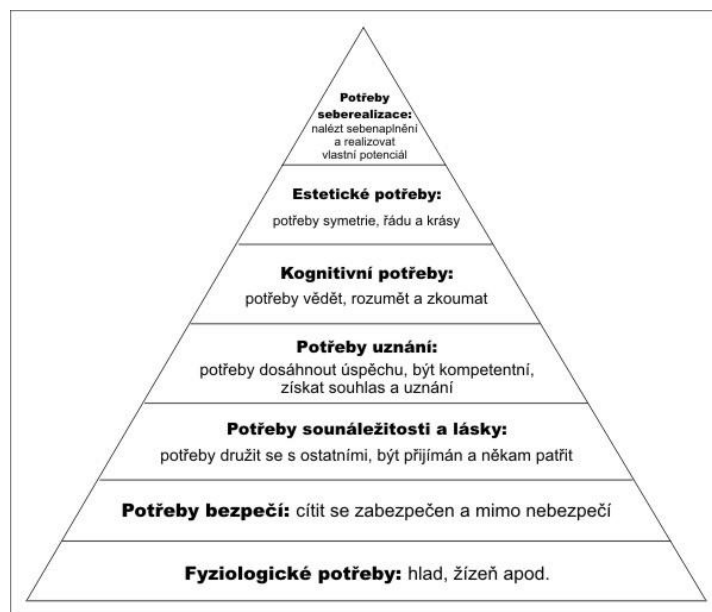 Potřeby
seberealizace:
nalézt sebenaplnění
a realizovat
vlastní potenciál
Estetické potřeby:
potřeby symetrie, řádu a krásy
Kognitivní potřeby:
potřeby vědět, rozumět a zkoumat
Potřeby uznání:
potřeby dosáhnout úspěchu, být kompetentní,
získat souhlas a uznání
Potřeby sounáležitosti a lásky:
potřeby družit se s ostatními, být přijímán a někam patřit
Potřeby bezpečí: cítit se zabezpečen a mimo nebezpečí
Fyziologické potřeby: hlad, žízeň apod.